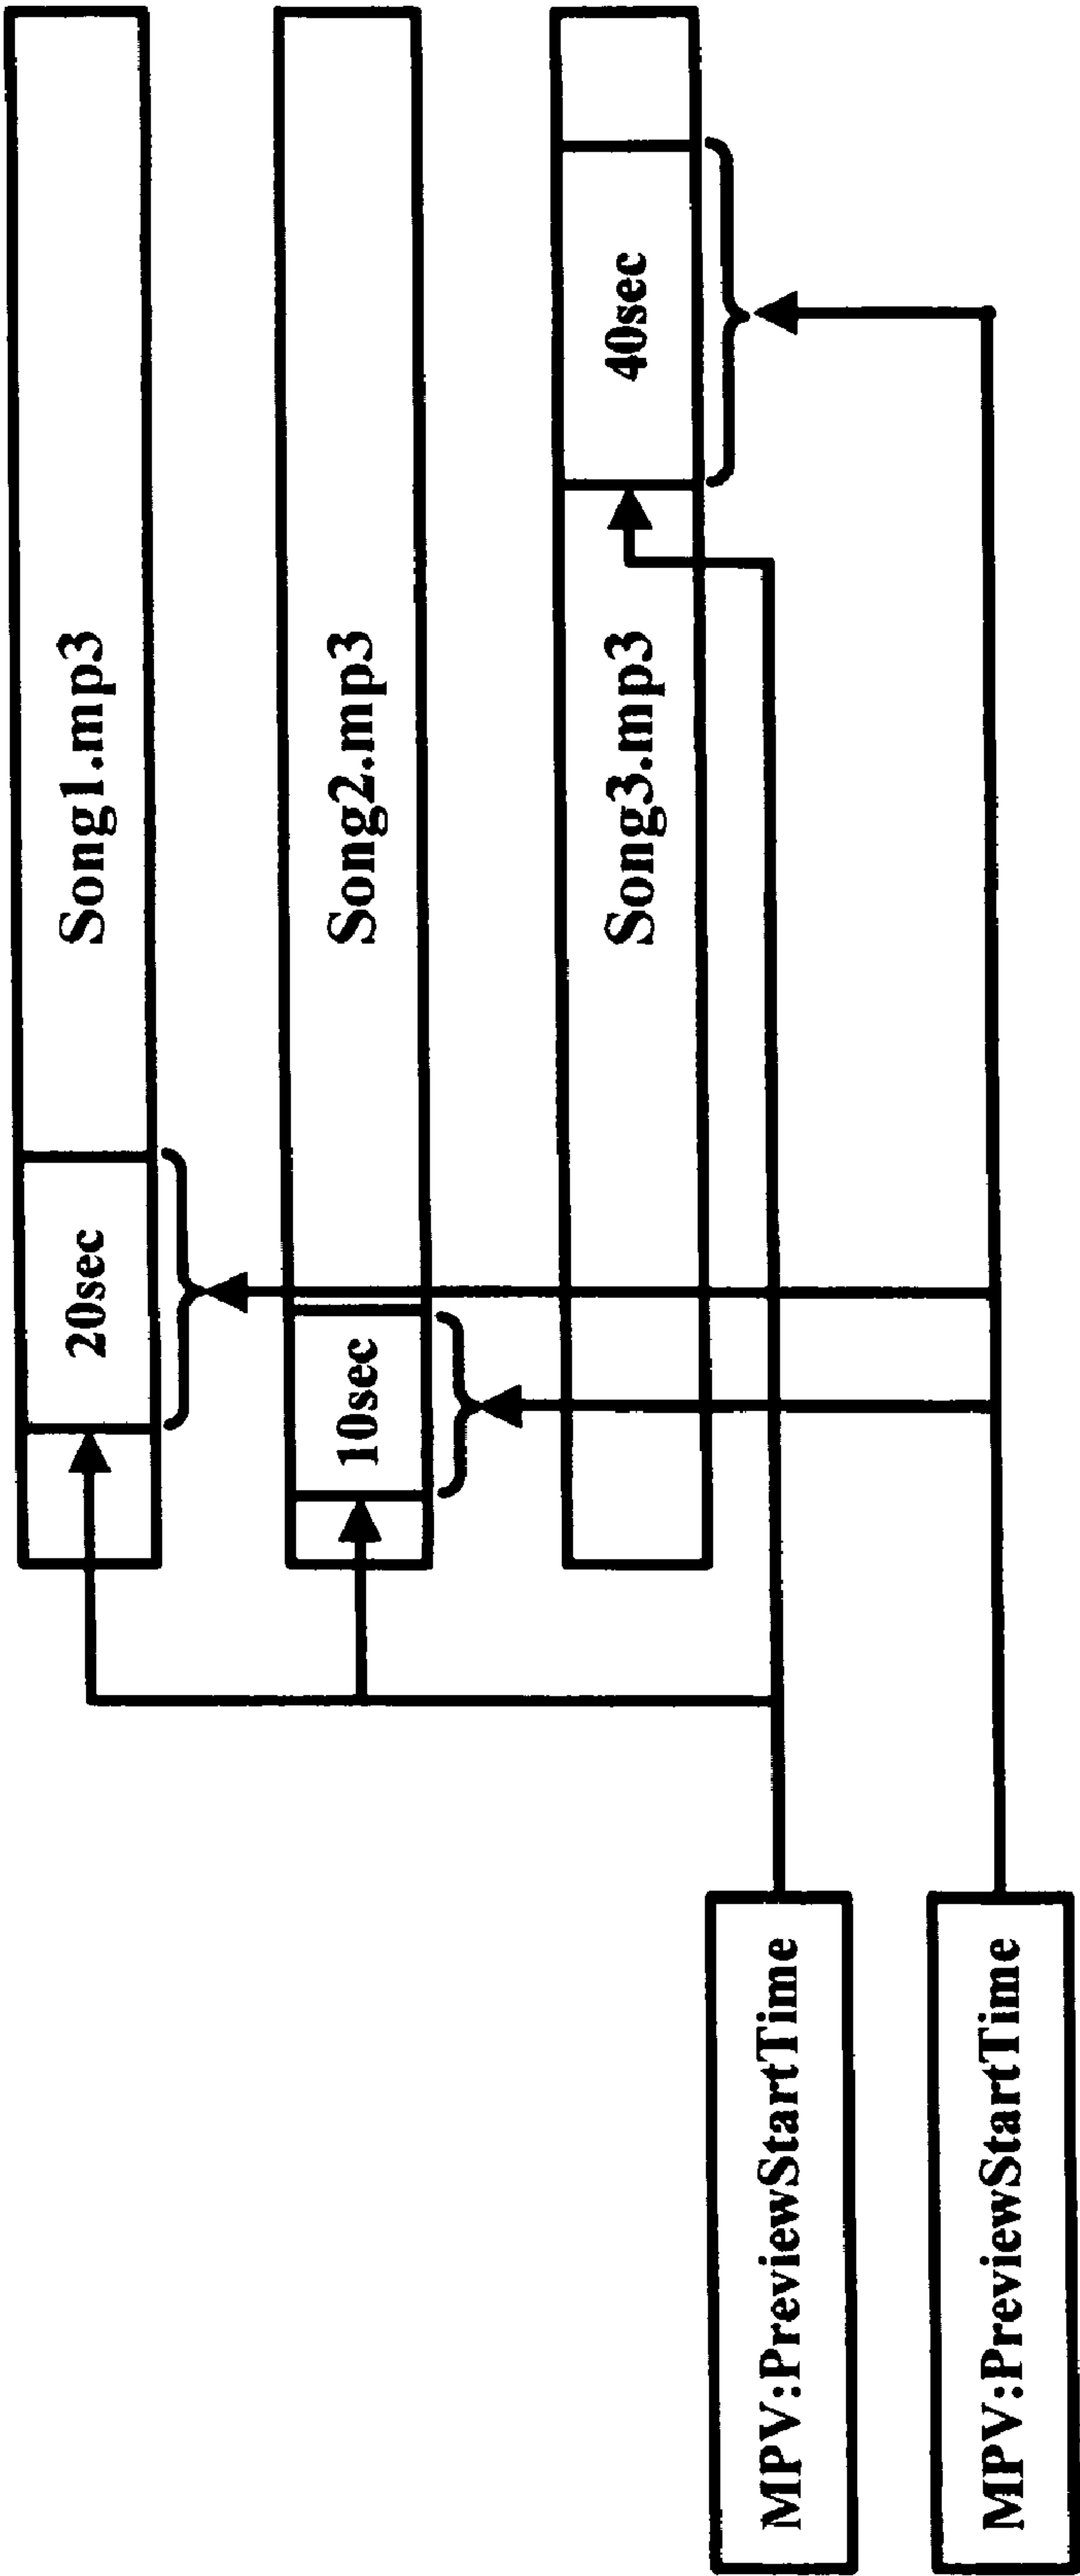 20sec Song1.mp3
10sec Song2.mp3
Song3.mp3 40sec
MPV:PreviewStartTime
MPV:PreviewStartTime